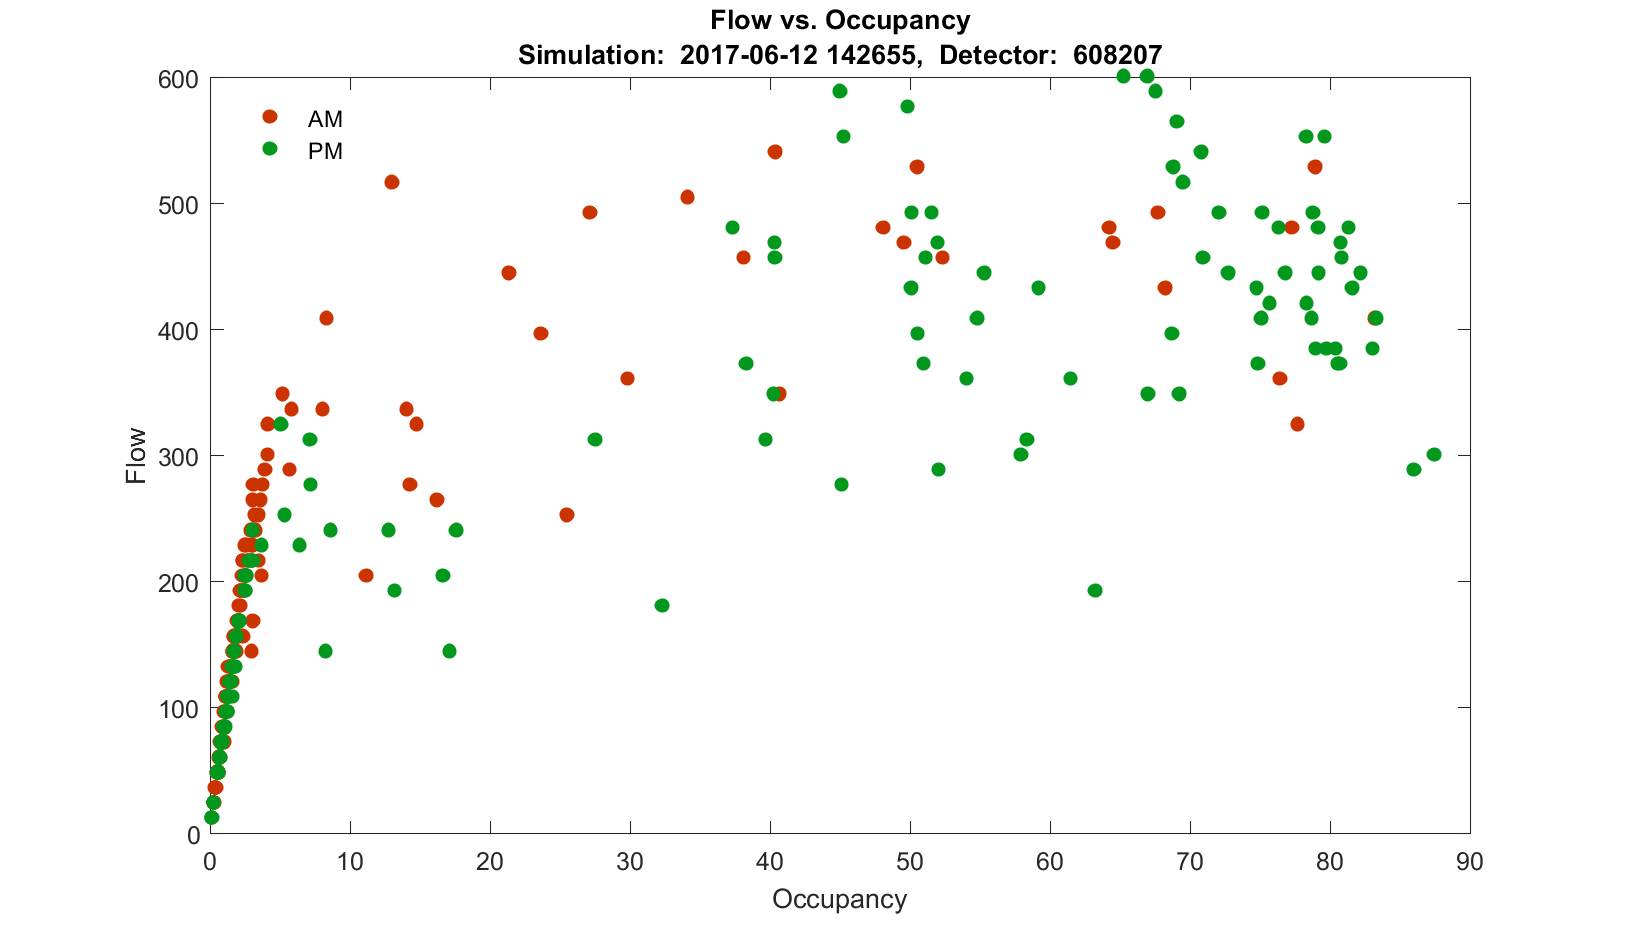 Flow vs. Occupancy
Simulation:  2017-06-12 142655,  Detector:  608207
600
500
400
300
200
100
0
Flow
AM
PM
0 10 20 30 40 50 60 70 80 90
Occupancy